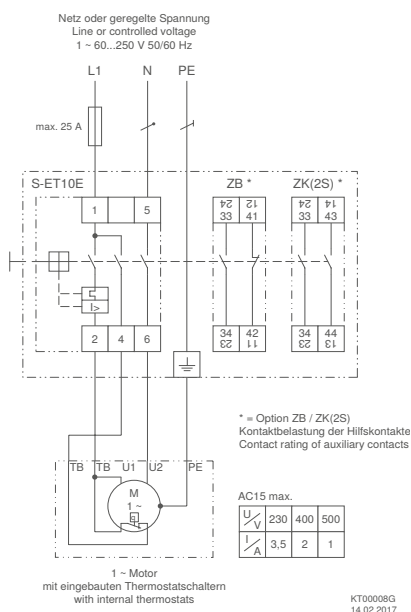 Netz oder geregelte Spannung
Line or controlled voltage
1 ~ 60...250 V 50/60 Hz
L1 N PE
max. 25 A
S-ET10E ZB * ZK(2S) *
1 5
24 12
33 41
24 14
33 43
I>
2 4 6
34 42
23 11
34 44
23 13
* = Option ZB / ZK(2S)
Kontaktbelastung der Hilfskontakte
Contact rating of auxiliary contacts
TB TB U1 U2 PE
M
1 ~
AC15 max.
U/V 230 400 500
I/A 3,5 2 1
1 ~ Motor
mit eingebauten Thermostatschaltern
with internal thermostats
KT00008G
14.02.2017